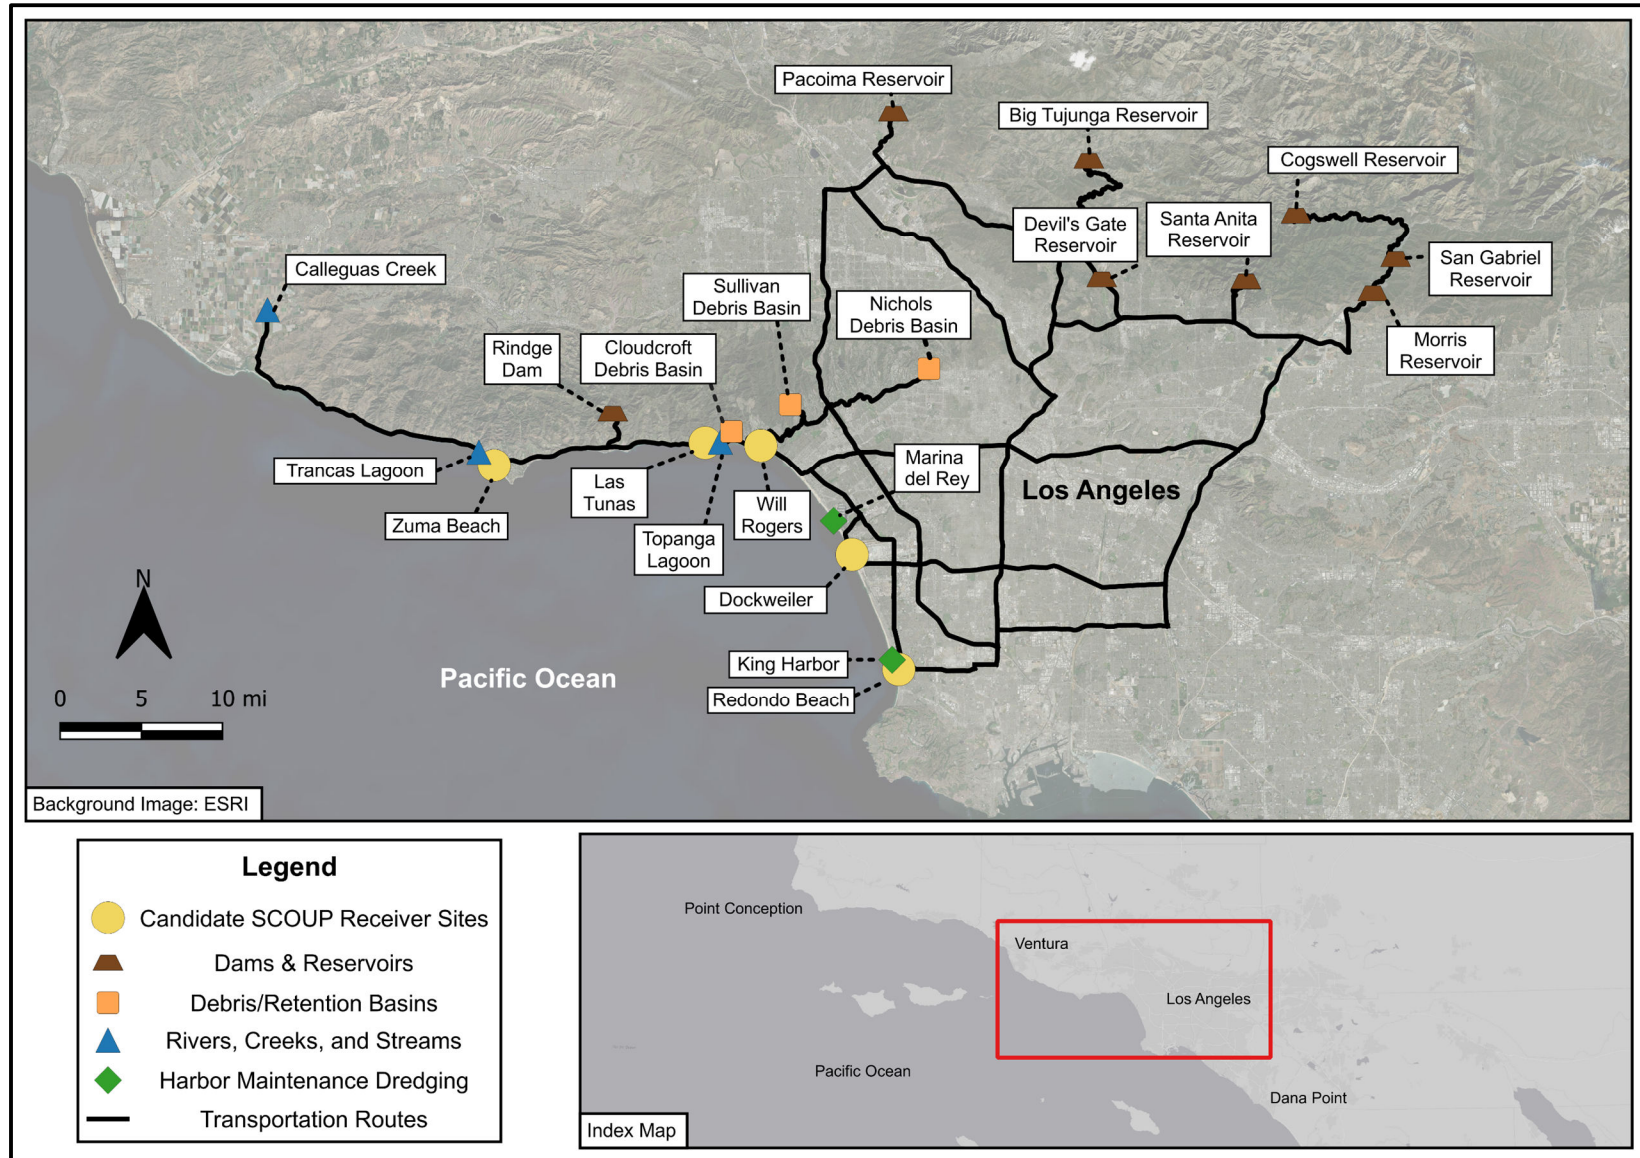 Pacoima Reservoir
Big Tujunga Reservoir
Cogswell Reservoir
Devil's Gate
Reservoir
Santa Anita
Reservoir
San Gabriel
Reservoir
Morris
Reservoir
Calleguas Creek
Sullivan
Debris Basin
Nichols
Debris Basin
Rindge
Dam
Cloudcroft
Debris Basin
Trancas Lagoon
Zuma Beach
Las
Tunas
Topanga
Lagoon
Will
Rogers
Marina
del Rey
Los Angeles
Dockweiler
King Harbor
Redondo Beach
Pacific Ocean
N
0 5 10 mi
Background Image: ESRI
Legend
Candidate SCOUP Receiver Sites
Dams & Reservoirs
Debris/Retention Basins
Rivers, Creeks, and Streams
Harbor Maintenance Dredging
Transportation Routes
Point Conception
Ventura
Los Angeles
Pacific Ocean
Dana Point
Index Map